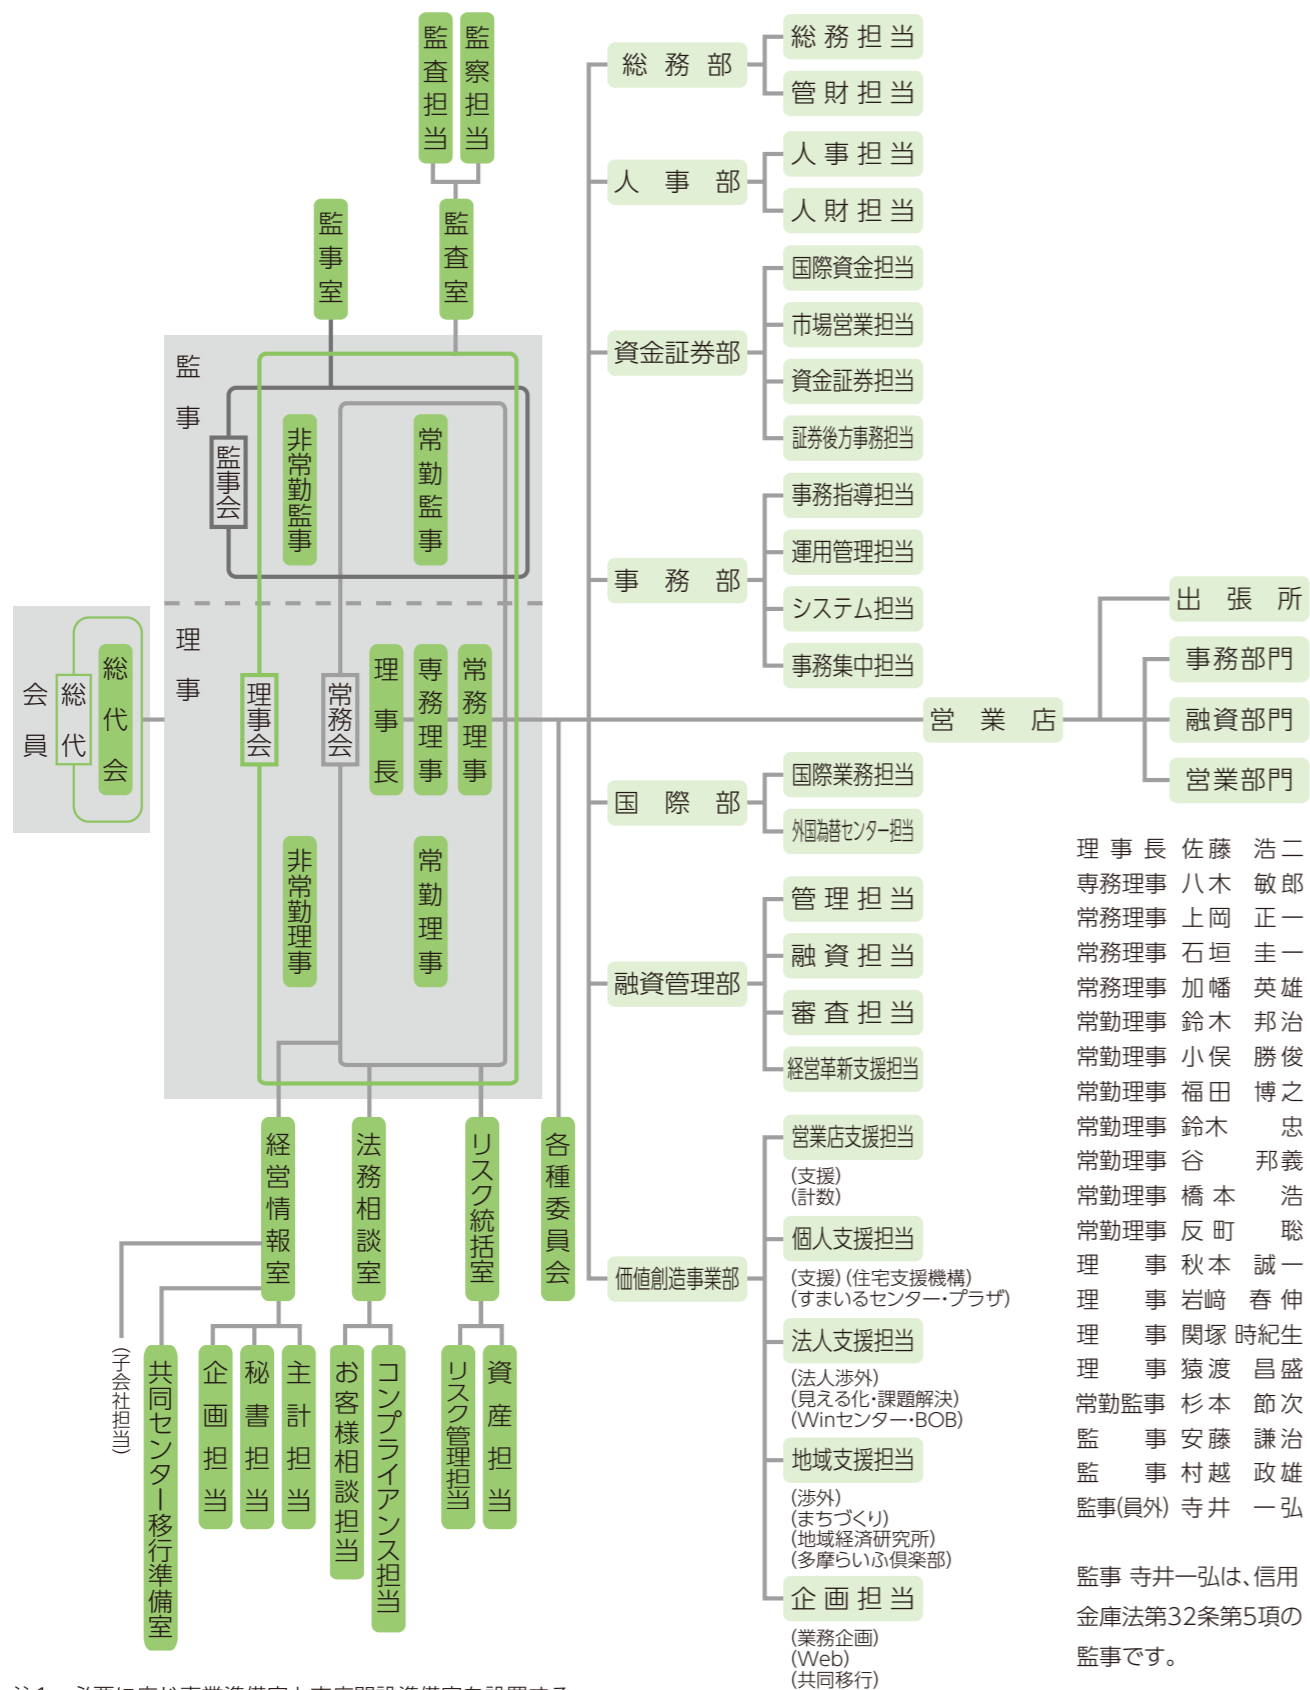 監査担当
監察担当
監事室
監査室
監事
監事会
非常勤監事
常勤監事
会員
総代
総代会
理事
理事会
常務会
理事長
専務理事
常務理事
非常勤理事
常勤理事
経営情報室
法務相談室
リスク統括室
各種委員会
(子会社担当)
共同センター移行準備室
企画担当
秘書担当
主計担当
お客様相談担当
コンプライアンス担当
リスク管理担当
資産担当
総務部
総務担当
管財担当
人事部
人事担当
人財担当
資金証券部
国際資金担当
市場営業担当
資金証券担当
証券後方事務担当
事務部
事務指導担当
運用管理担当
システム担当
事務集中担当
営業店
出張所
事務部門
融資部門
営業部門
国際部
国際業務担当
外国為替センター担当
融資管理部
管理担当
融資担当
審査担当
経営革新支援担当
価値創造事業部
営業店支援担当
(支援)
(計数)
個人支援担当
(支援)(住宅支援機構)
(すまいるセンター・プラザ)
法人支援担当
(法人渉外)
(見える化・課題解決)
(Winセンター・BOB)
地域支援担当
(渉外)
(まちづくり)
(地域経済研究所)
(多摩らいふ倶楽部)
企画担当
(業務企画)
(Web)
(共同移行)
理事長 佐藤 浩二
専務理事 八木 敏郎
常務理事 上岡 正一
常務理事 石垣 圭一
常務理事 加幡 英雄
常勤理事 鈴木 邦治
常勤理事 小俣 勝俊
常勤理事 福田 博之
常勤理事 鈴木 忠
常勤理事 谷 邦義
常勤理事 橋本 浩
常勤理事 反町 聡
理事 秋本 誠一
理事 岩﨑 春伸
理事 関塚 時紀生
理事 猿渡 昌盛
常勤監事 杉本 節次
監事 安藤 謙治
監事 村越 政雄
監事(員外) 寺井 一弘
監事 寺井一弘は、信用
金庫法第32条第5項の
監事です。